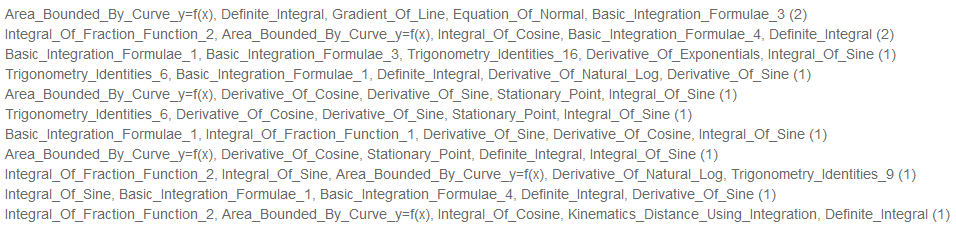 Area_Bounded_By_Curve_y=f(x), Definite_Integral, Gradient_Of_Line, Equation_Of_Normal, Basic_Integration_Formulae_3 (2)
Integral_Of_Fraction_Function_2, Area_Bounded_By_Curve_y=f(x), Integral_Of_Cosine, Basic_Integration_Formulae_4, Definite_Integral (2)
Basic_Integration_Formulae_1, Basic_Integration_Formulae_3, Trigonometry_Identities_16, Derivative_Of_Exponentials, Integral_Of_Sine (1)
Trigonometry_Identities_6, Basic_Integration_Formulae_1, Definite_Integral, Derivative_Of_Natural_Log, Derivative_Of_Sine (1)
Area_Bounded_By_Curve_y=f(x), Derivative_Of_Cosine, Derivative_Of_Sine, Stationary_Point, Integral_Of_Sine (1)
Trigonometry_Identities_6, Derivative_Of_Cosine, Derivative_Of_Sine, Stationary_Point, Integral_Of_Sine (1)
Basic_Integration_Formulae_1, Integral_Of_Fraction_Function_1, Derivative_Of_Sine, Derivative_Of_Cosine, Integral_Of_Sine (1)
Area_Bounded_By_Curve_y=f(x), Derivative_Of_Cosine, Stationary_Point, Definite_Integral, Integral_Of_Sine (1)
Integral_Of_Fraction_Function_2, Integral_Of_Sine, Area_Bounded_By_Curve_y=f(x), Derivative_Of_Natural_Log, Trigonometry_Identities_9 (1)
Integral_Of_Sine, Basic_Integration_Formulae_1, Basic_Integration_Formulae_4, Definite_Integral, Derivative_Of_Sine (1)
Integral_Of_Fraction_Function_2, Area_Bounded_By_Curve_y=f(x), Integral_Of_Cosine, Kinematics_Distance_Using_Integration, Definite_Integral (1)